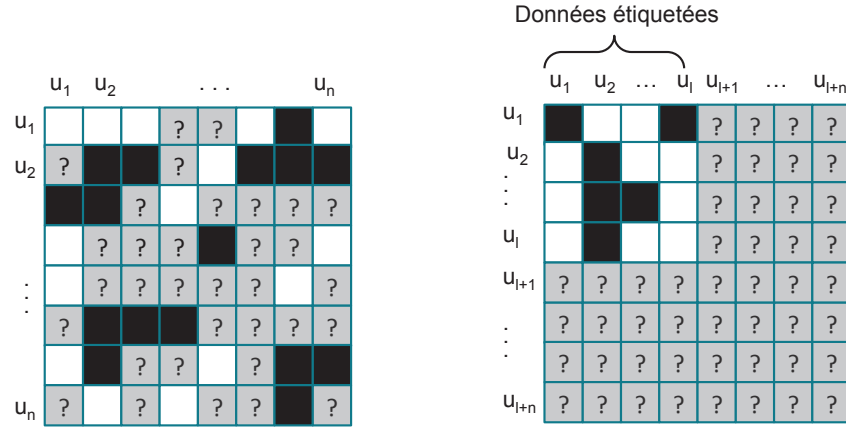 u1 u2 . . . un
u1 ? ?
u2 ? ?
? ? ? ? ?
? ? ? ? ?
. . . ? ? ? ? ? ?
? ? ? ? ?
? ? ?
un ? ? ? ? ?
Données étiquetées
u1 u2 ... ul ul+1 ... ul+n
u1 ? ? ? ?
u2 ? ? ? ?
. . . ? ? ? ?
ul ? ? ? ?
ul+1 ? ? ? ? ? ? ? ?
. . . ? ? ? ? ? ? ? ?
? ? ? ? ? ? ? ?
ul+n ? ? ? ? ? ? ? ?